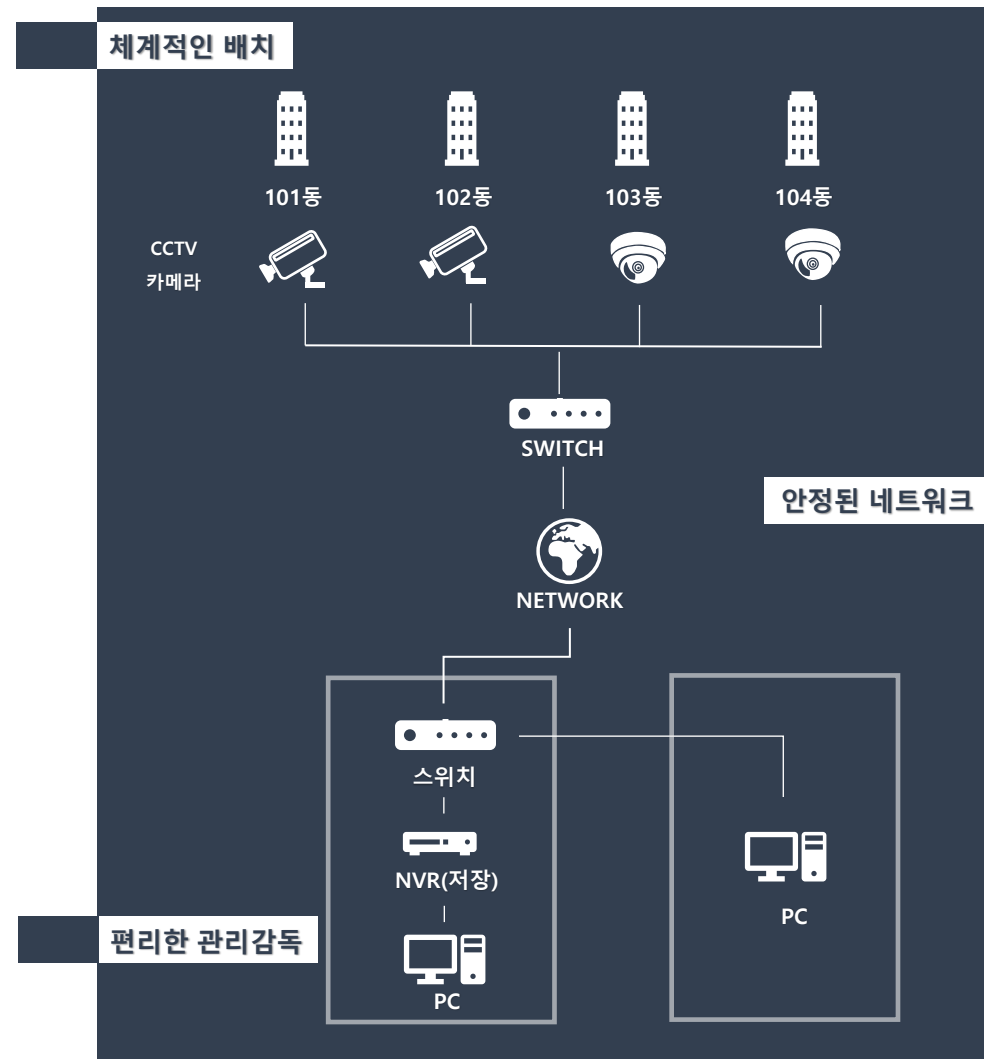 체계적인 배치
101동 102동 103동 104동
CCTV
카메라
SWITCH
안정된 네트워크
NETWORK
스위치
NVR(저장)
PC
편리한 관리감독
PC